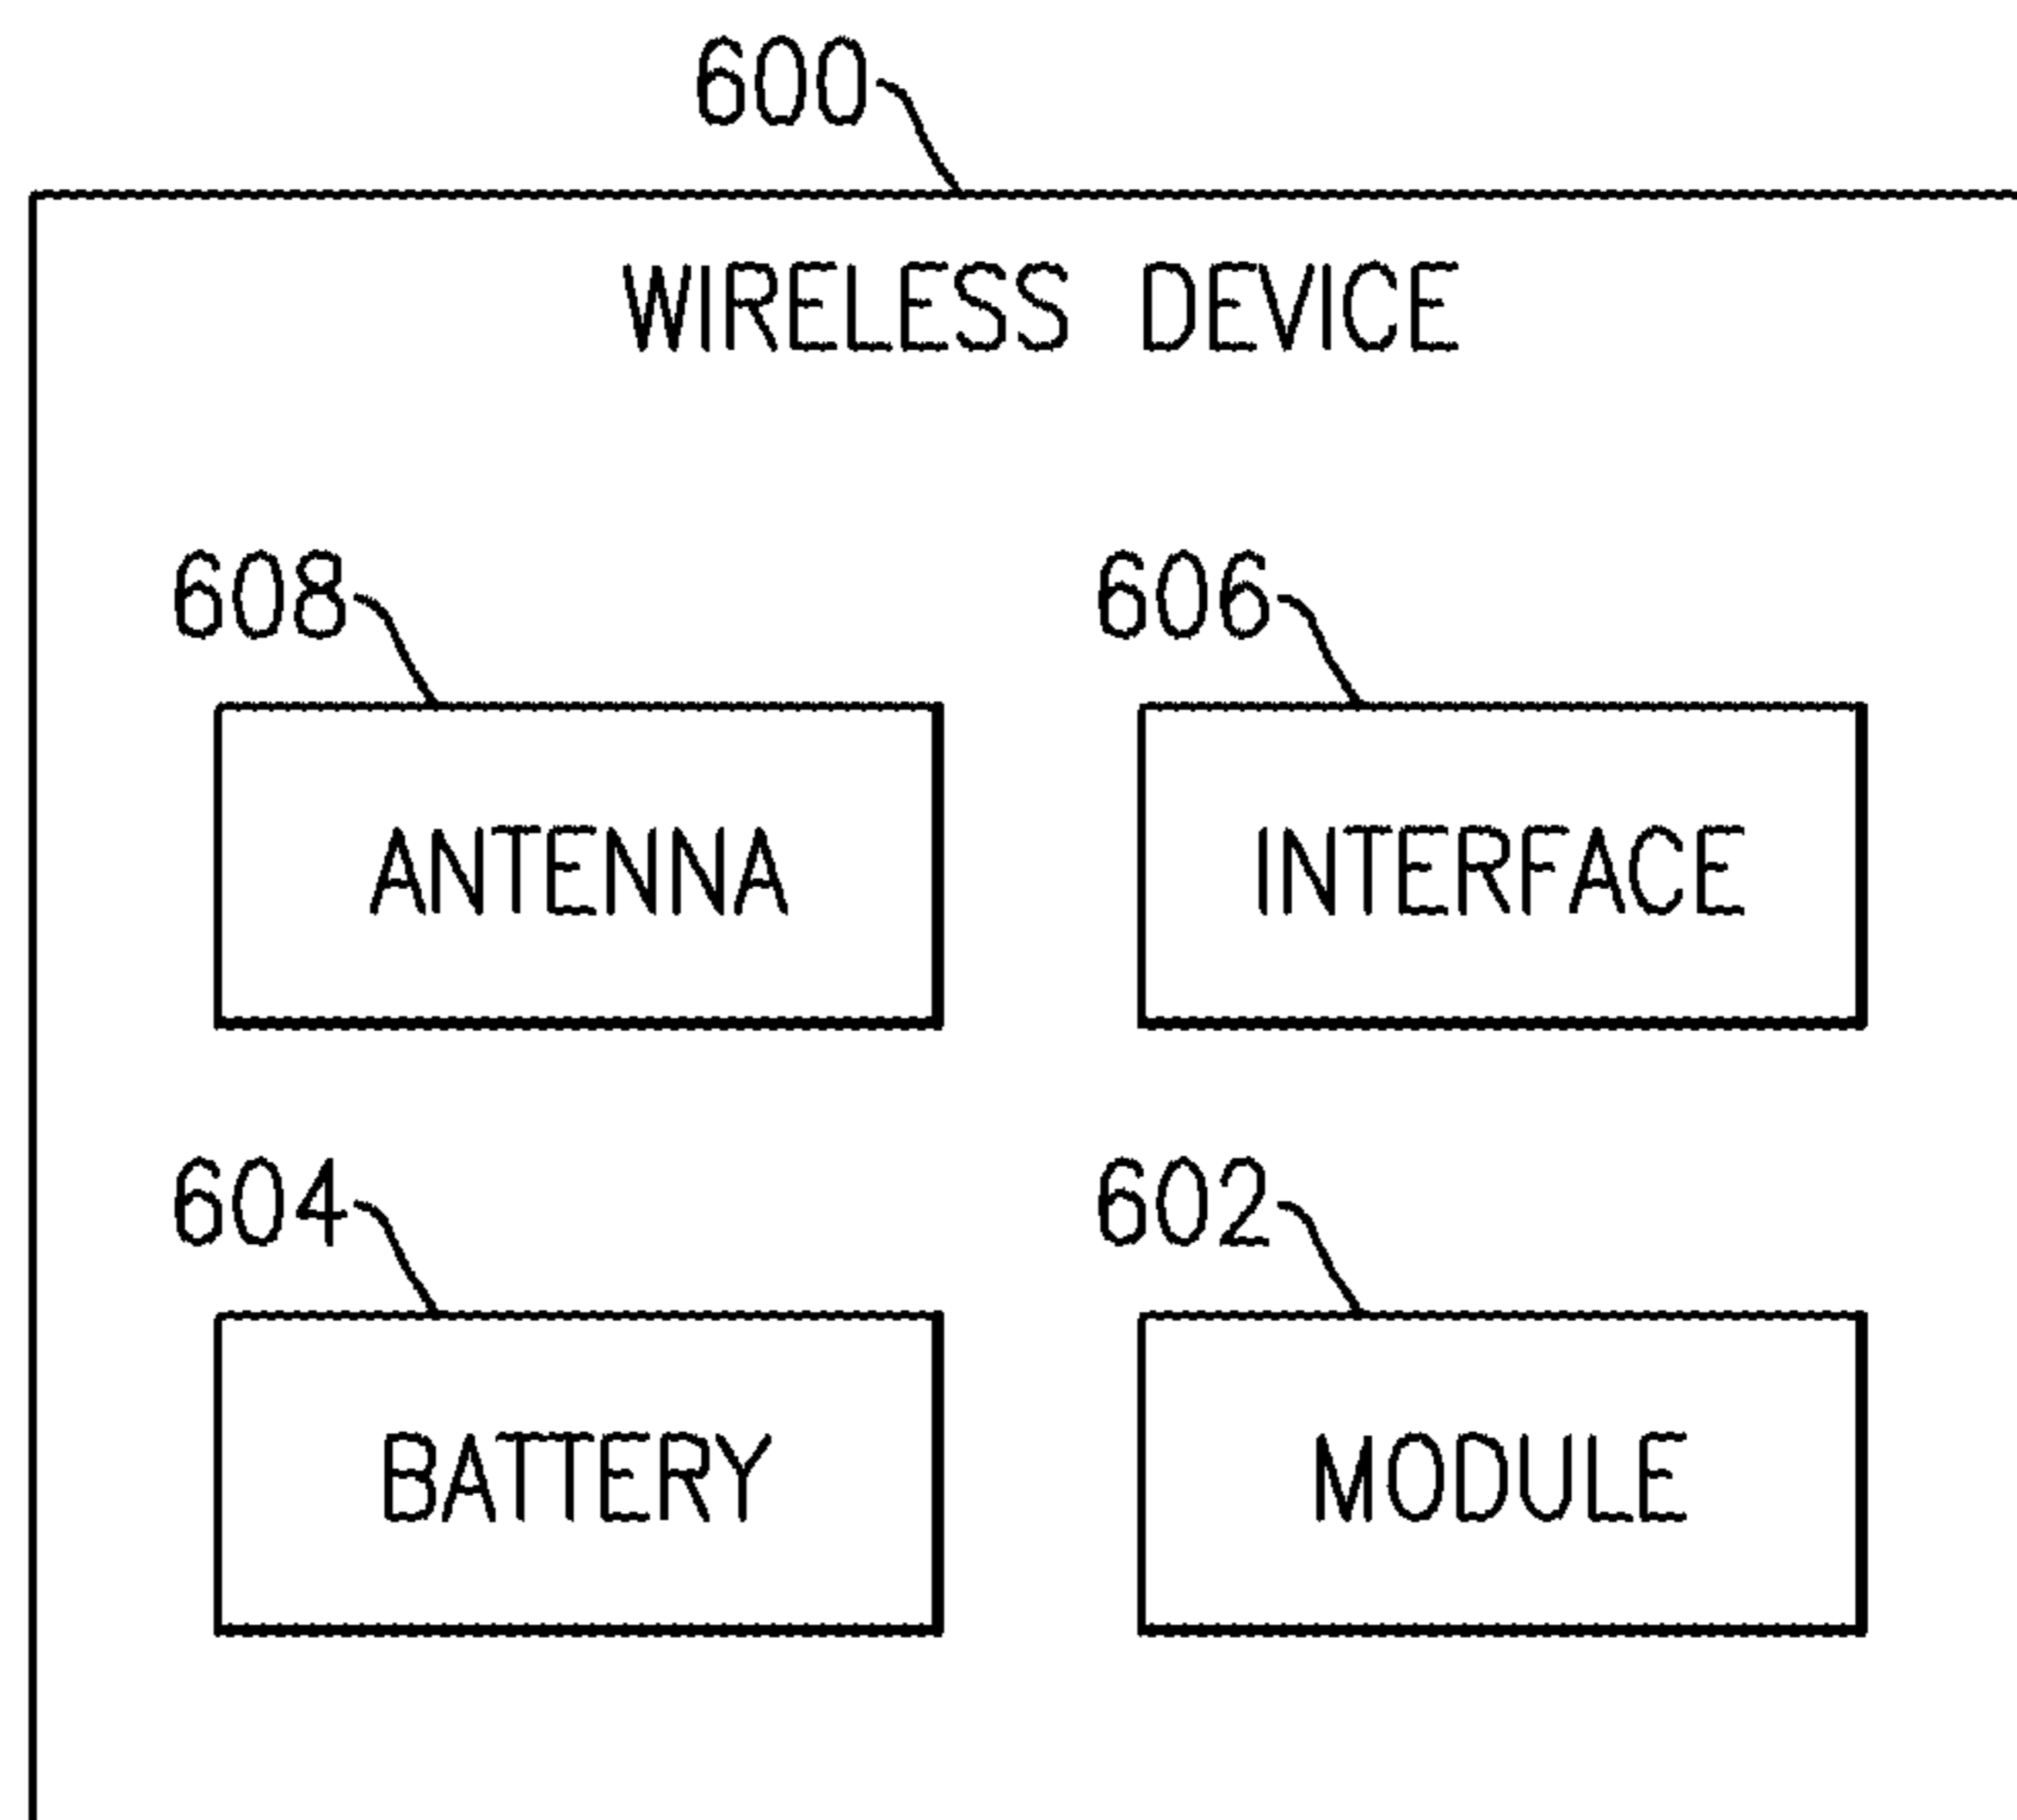 600
WIRELESS DEVICE
608 606
ANTENNA INTERFACE
604 602
BATTERY MODULE